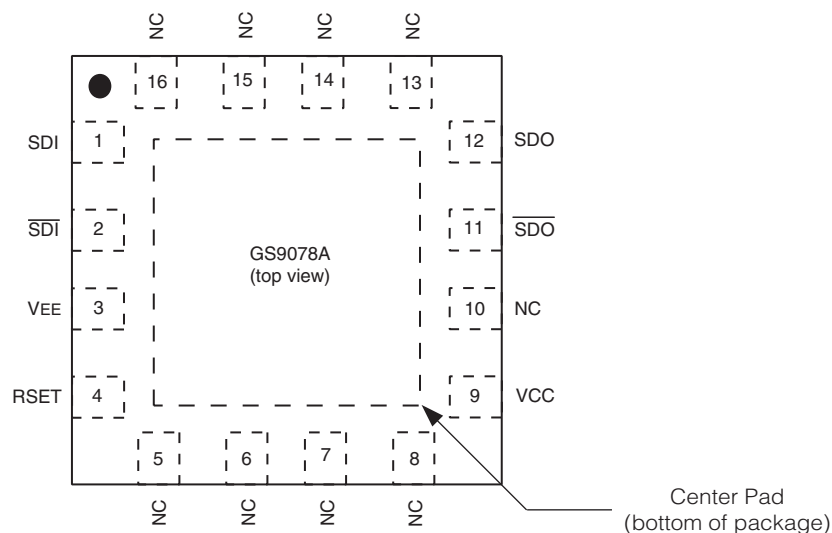 NC NC NC NC
16 15 14 13
SDI 1 12 SDO
S̅D̅I̅ 2 11 S̅D̅O̅
GS9078A
(top view)
VEE 3 10 NC
RSET 4 9 VCC
5 6 7 8
NC NC NC NC
Center Pad
(bottom of package)